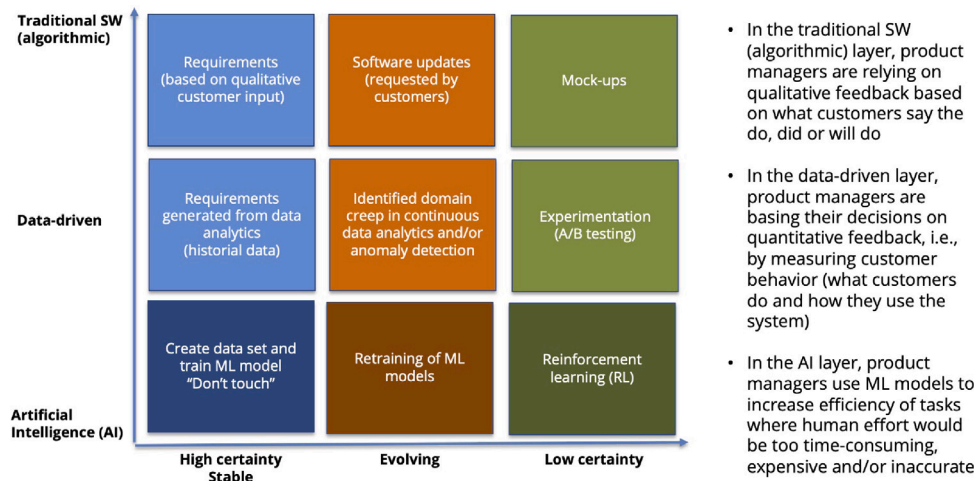 Traditional SW
(algorithmic)
Requirements
(based on qualitative
customer input)
Software updates
(requested by
customers)
Mock-ups
Data-driven
Requirements
generated from data
analytics
(historial data)
Identified domain
creep in continuous
data analytics and/or
anomaly detection
Experimentation
(A/B testing)
Create data set and
train ML model
“Don’t touch”
Retraining of ML
models
Reinforcement
learning (RL)
Artificial
Intelligence (AI)
High certainty
Stable
Evolving
Low certainty
• In the traditional SW
(algorithmic) layer, product
managers are relying on
qualitative feedback based
on what customers say the
do, did or will do
• In the data-driven layer,
product managers are
basing their decisions on
quantitative feedback, i.e.,
by measuring customer
behavior (what customers
do and how they use the
system)
• In the AI layer, product
managers use ML models to
increase efficiency of tasks
where human effort would
be too time-consuming,
expensive and/or inaccurate